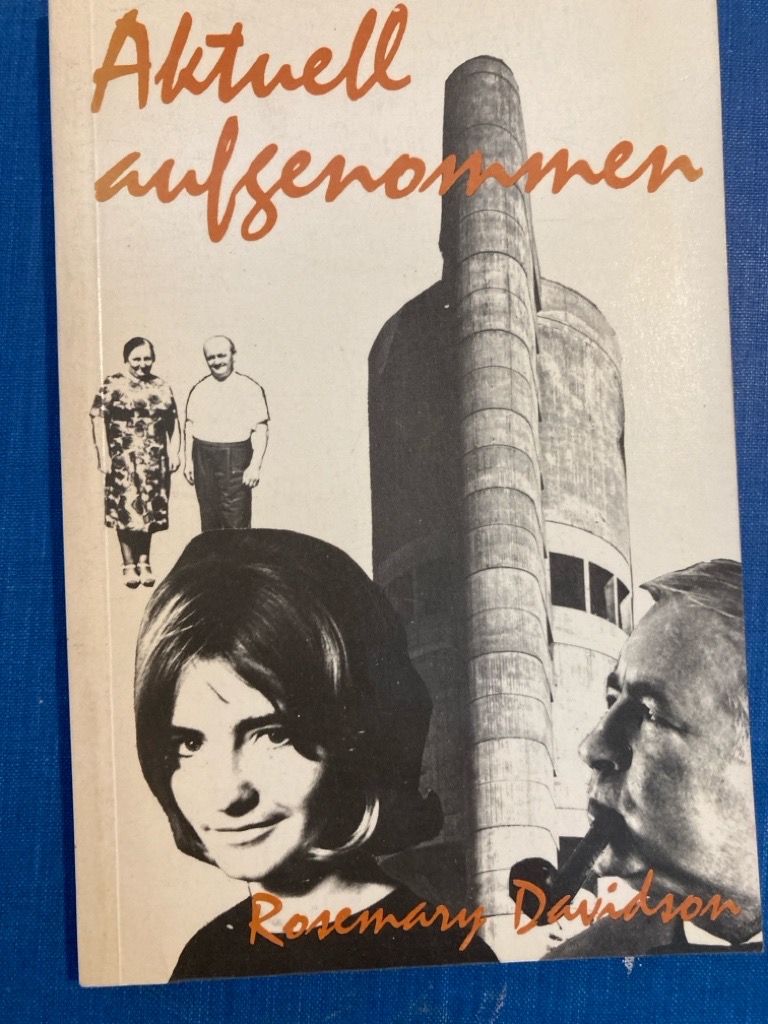 Aktuell
aufgenommen
Rosemary Davidson